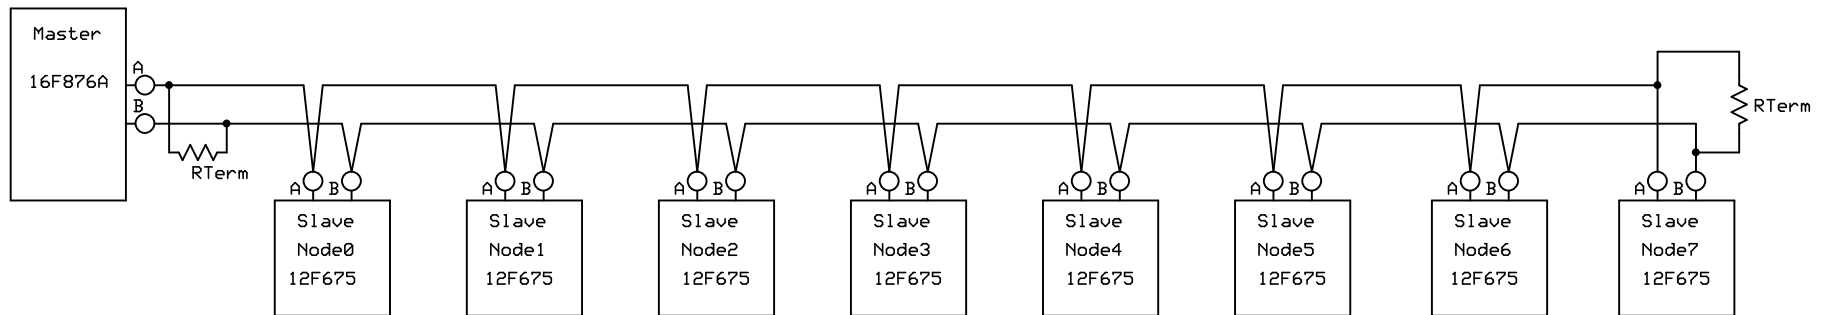 Master
16F876A
A
B
RTerm
RTerm
A B
Slave
Node0
12F675
A B
Slave
Node1
12F675
A B
Slave
Node2
12F675
A B
Slave
Node3
12F675
A B
Slave
Node4
12F675
A B
Slave
Node5
12F675
A B
Slave
Node6
12F675
A B
Slave
Node7
12F675